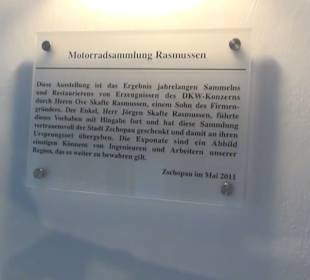 Motorradsammlung Rasmussen
Diese Ausstellung ist das Ergebnis jahrelangen Sammelns
und Restaurierens von Erzeugnissen des DKW-Konzerns
durch Herrn Ove Skafte Rasmussen, einem Sohn des Firmen-
gründers. Der Enkel, Herr Jörgen Skafte Rasmussen, führte
dieses Vorhaben mit Hingabe fort und hat diese Sammlung
vertrauensvoll der Stadt Zschopau geschenkt und damit an ihren
Ursprungsort übergeben. Die Exponate sind ein Abbild
einstigen Könnens von Ingenieuren und Arbeitern unserer
Region, das es weiter zu bewahren gilt.
Zschopau im Mai 2011